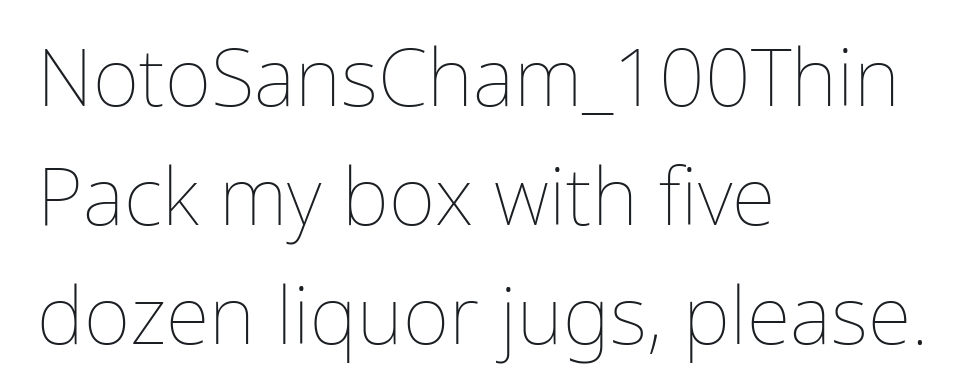 NotoSansCham_100Thin
Pack my box with five
dozen liquor jugs, please.